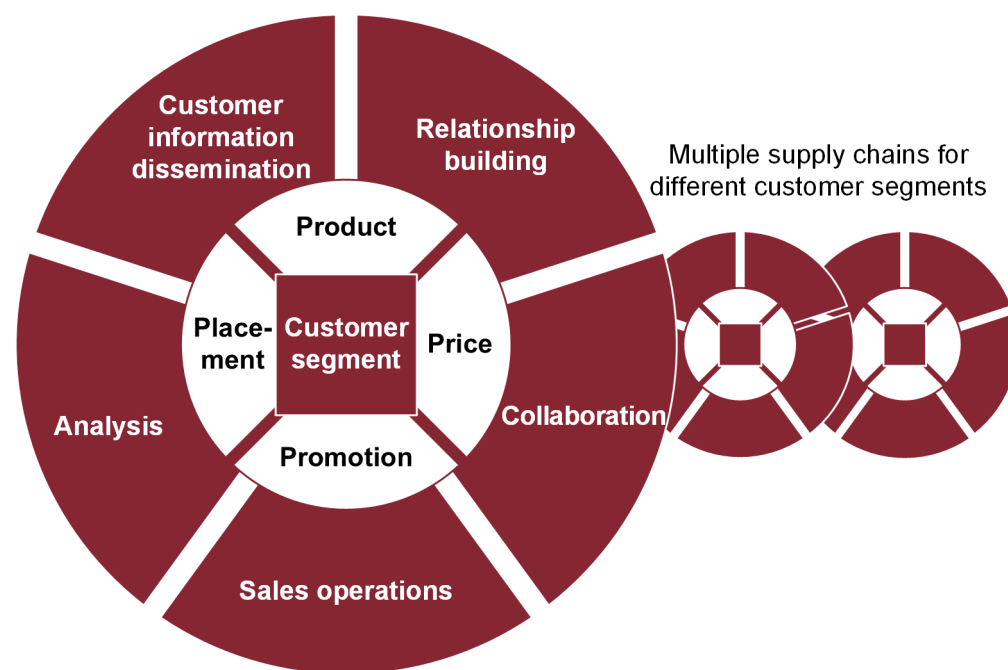 Customer
information
dissemination
Relationship
building
Multiple supply chains for
different customer segments
Product
Place-
ment
Customer
segment
Price
Analysis
Collaboration
Promotion
Sales operations